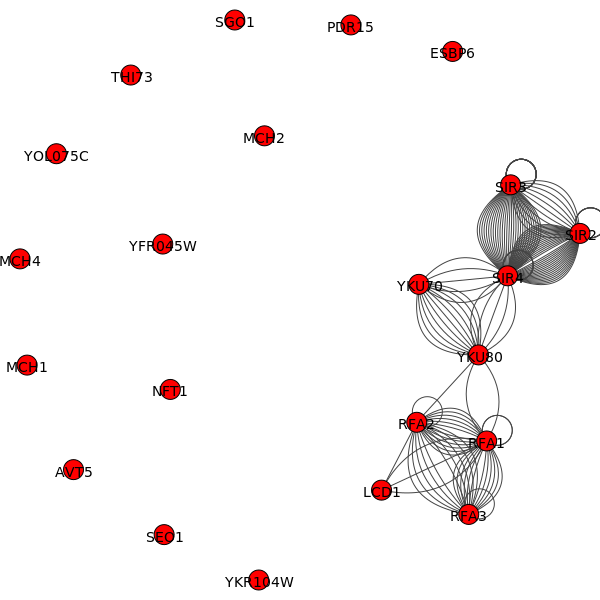 SGO1
PDR15
ESBP6
THI73
MCH2
YOL075C
SIR3
SIR2
YFR045W
MCH4
SIR4
YKU70
YKU80
MCH1
NFT1
RFA2
RFA1
AVT5
LCD1
RFA3
SEO1
YKR104W